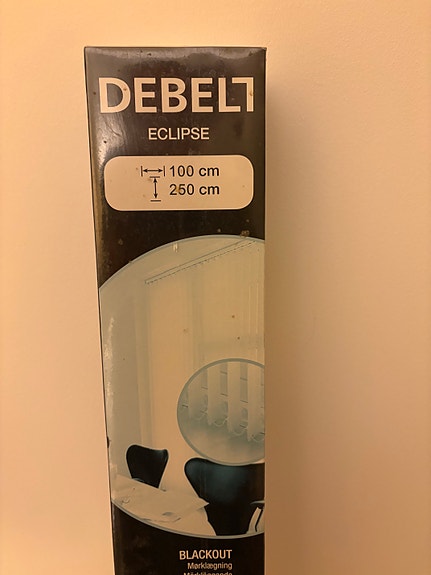 DEBEL
ECLIPSE
100 cm
250 cm
BLACKOUT
Mørklægning